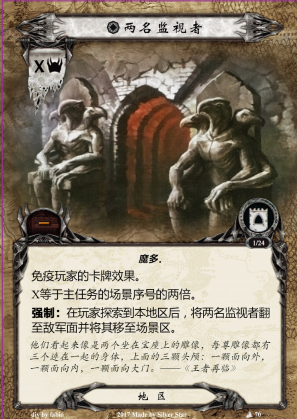 两名监视者
X
1/24
魔多.
免疫玩家的卡牌效果。
X等于主任务的场景序号的两倍。
强制：在玩家探索到本地区后，将两名监视者翻
至敌军面并将其移至场景区。
他们看起来像是两个坐在宝座上的雕像，每尊雕像都有
三个连在一起的身体，上面的三颗头颅：一颗面向外，
一颗面向内，一颗面向大门。——《王者再临》
地 区
diy by fabio 2017 Made by Silver Star 70